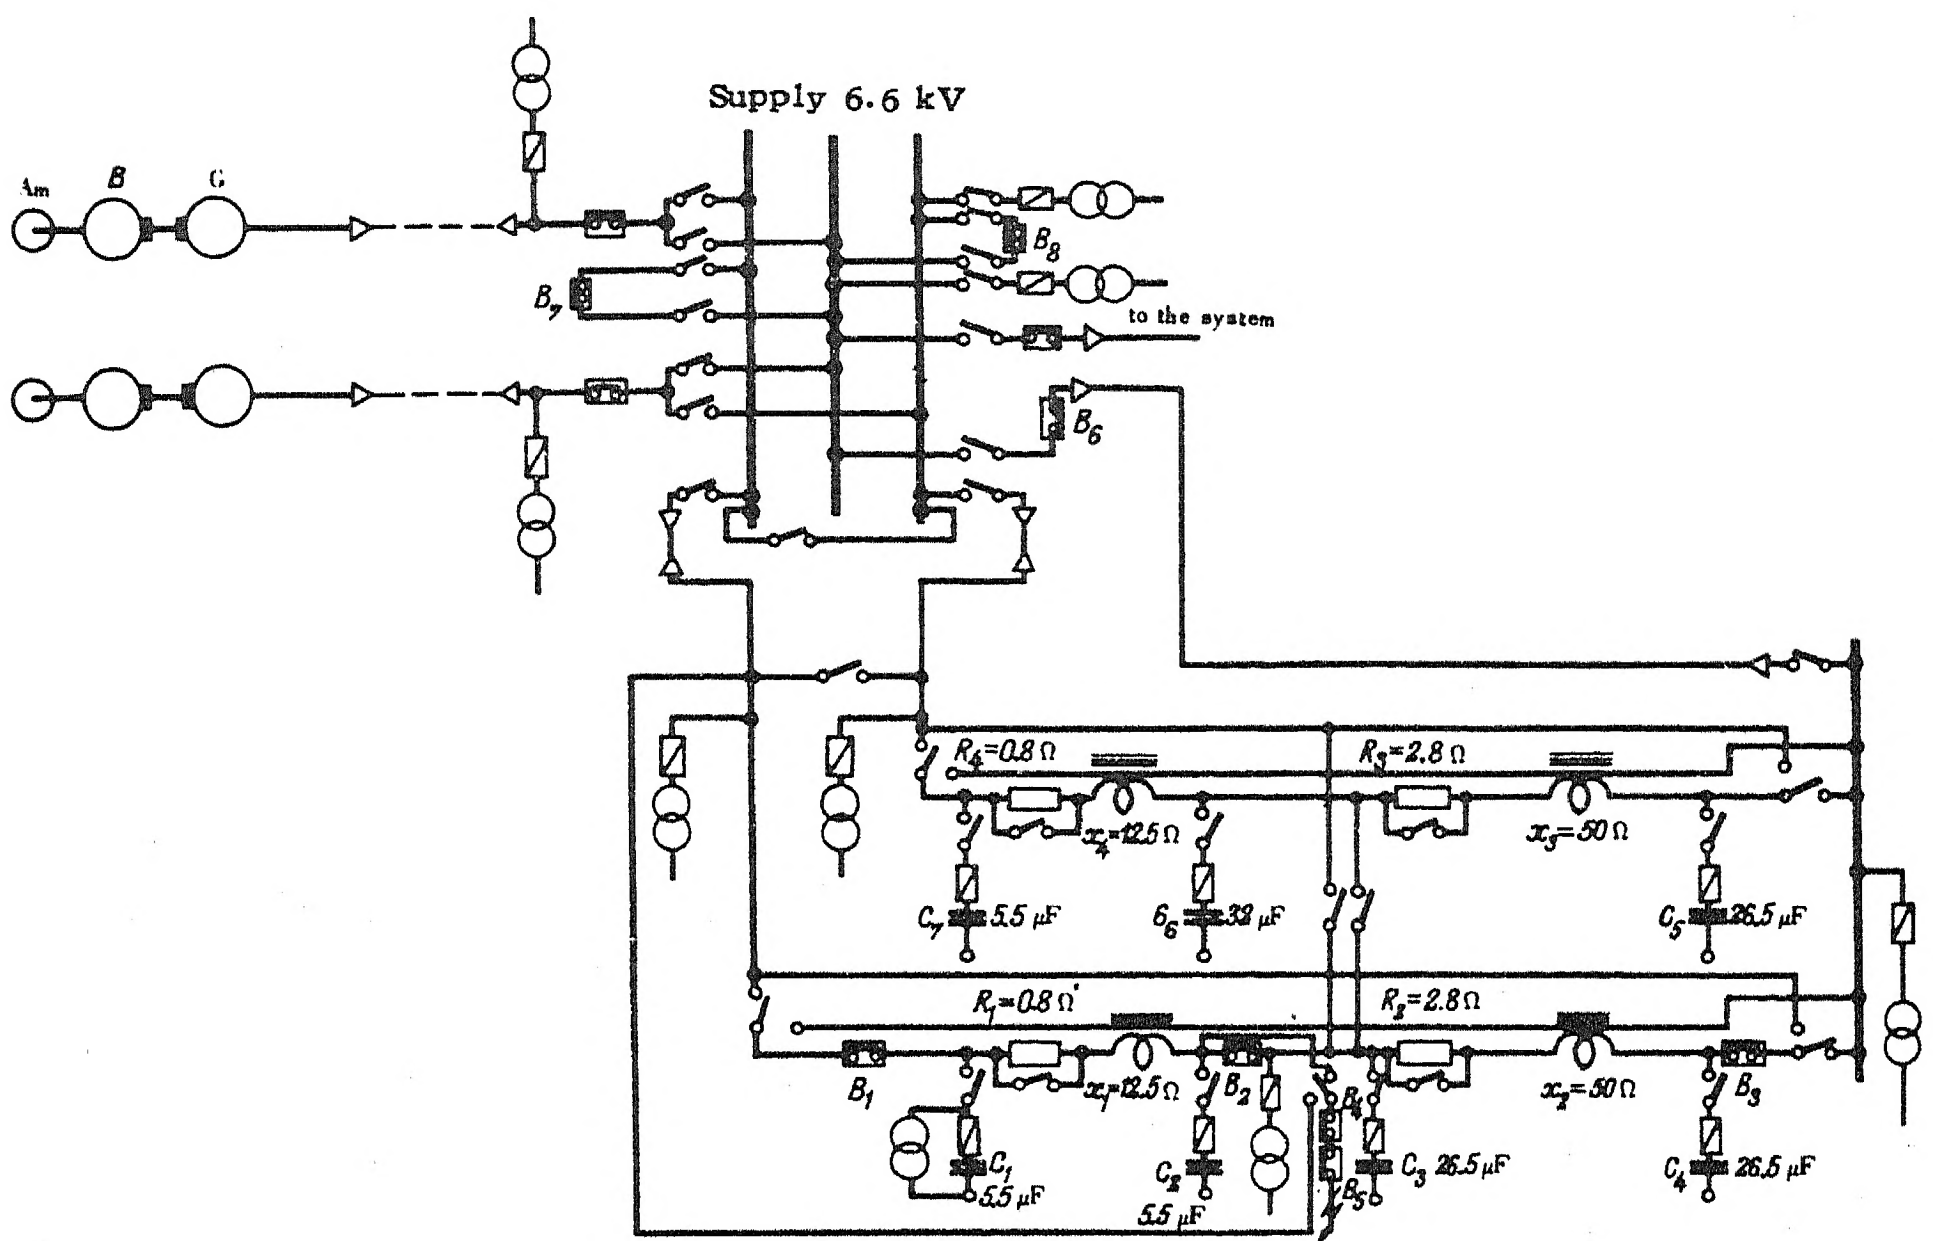 Supply 6.6 kV
Am B G
B8
B7
to the system
B6
R4=0.8 Ω
R3=2.8 Ω
x4=12.5 Ω
x3=50 Ω
C7 5.5 μF
66 32 μF
C5 26.5 μF
R1=0.8 Ω
R2=2.8 Ω
B1
x1=12.5 Ω
B2
x2=50 Ω
B3
B4
C1
5.5 μF
C2
5.5 μF
B5
C3 26.5 μF
C4 26.5 μF